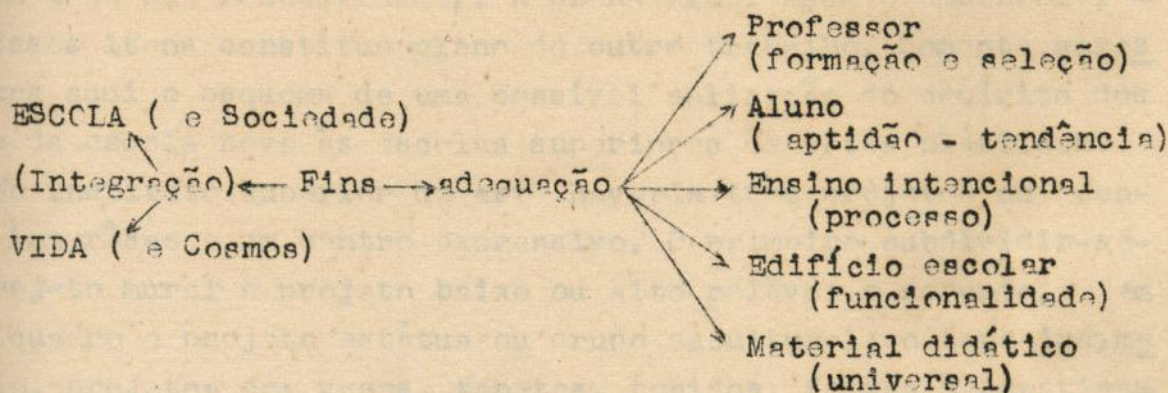 Professor
(formação e seleção)
ESCOLA ( e Sociedade)
Aluno
( aptidão - tendência)
(Integração) Fins adequação
Ensino intencional
(processo)
VIDA ( e Cosmos)
Edifício escolar
(funcionalidade)
Material didático
(universal)